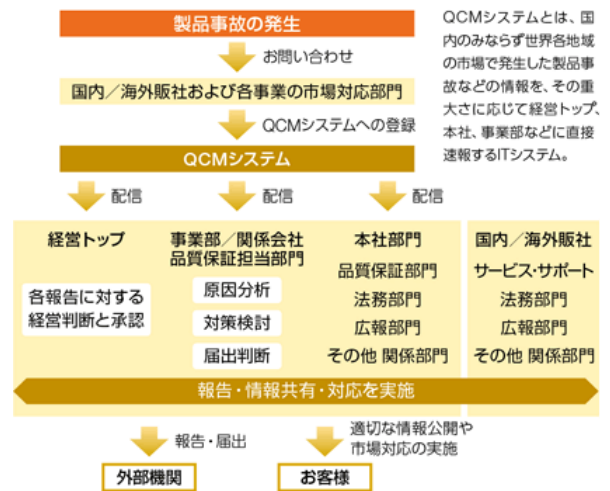 製品事故の発生
お問い合わせ
国内／海外販社および各事業の市場対応部門
QCMシステムへの登録
QCMシステム
QCMシステムとは、国
内のみならず世界各地域
の市場で発生した製品事
故などの情報を、その重
大さに応じて経営トップ、
本社、事業部などに直接
速報するITシステム。
配信
配信
配信
経営トップ
各報告に対する
経営判断と承認
事業部／関係会社
品質保証担当部門
原因分析
対策検討
届出判断
本社部門
品質保証部門
法務部門
広報部門
その他 関係部門
国内／海外販社
サービス・サポート
法務部門
広報部門
その他 関係部門
報告・情報共有・対応を実施
報告・届出
適切な情報公開や
市場対応の実施
外部機関
お客様